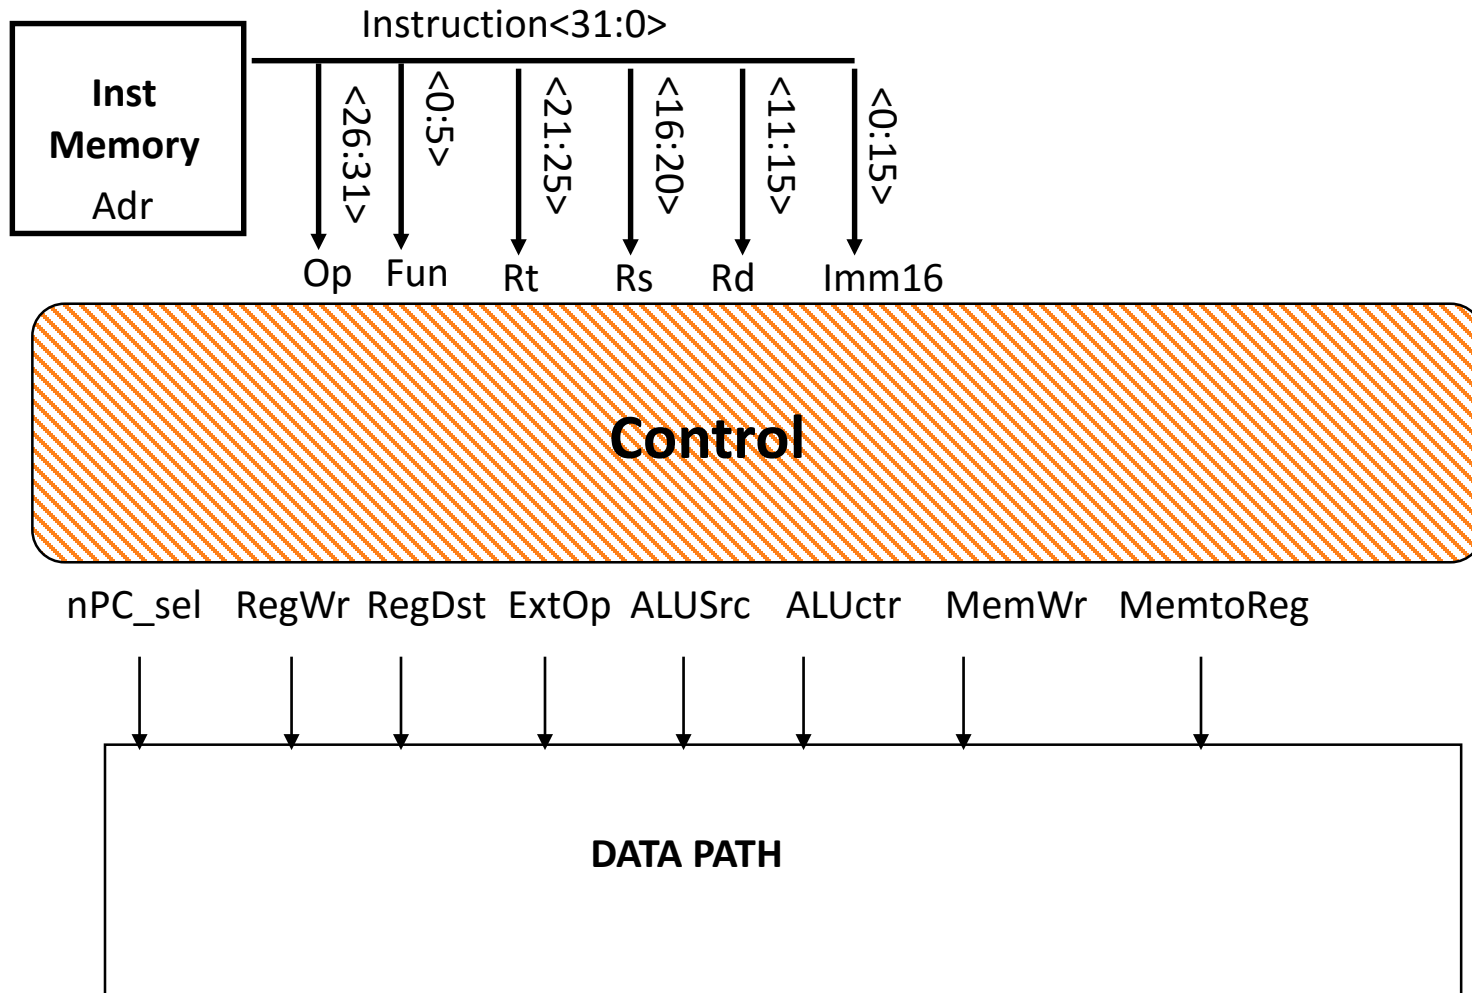 Instruction<31:0>
Inst
Memory
Adr
<26:31>
<0:5>
<21:25>
<16:20>
<11:15>
<0:15>
Op Fun Rt Rs Rd Imm16
Control
nPC_sel RegWr RegDst ExtOp ALUSrc ALUctr MemWr MemtoReg
DATA PATH